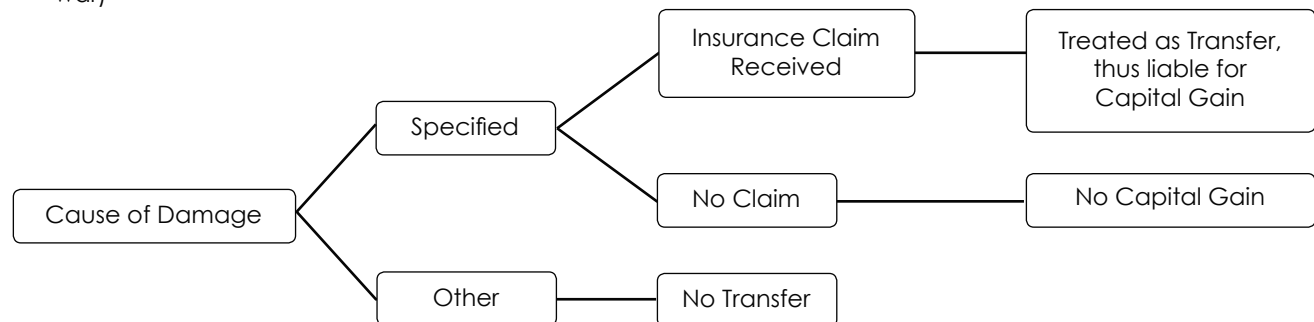 Insurance Claim
Received
Treated as Transfer,
thus liable for
Capital Gain
Specified
No Claim
No Capital Gain
Cause of Damage
Other
No Transfer